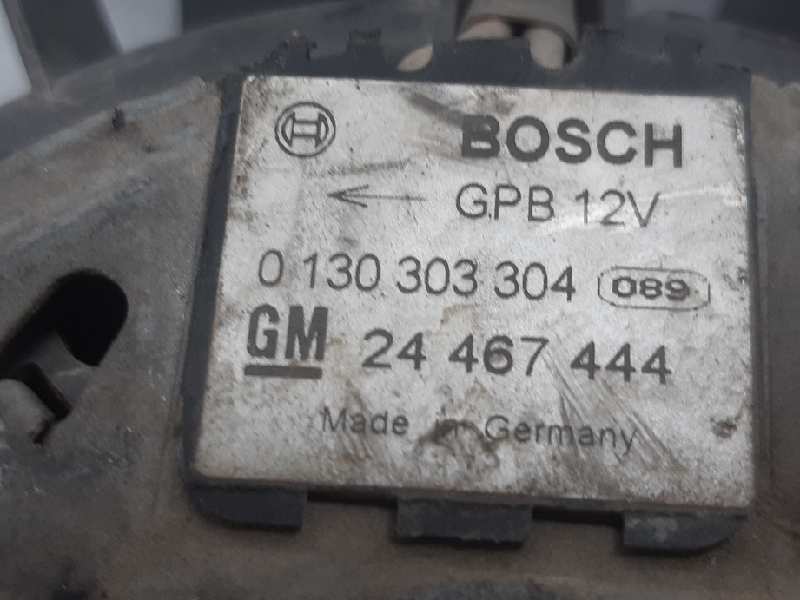 BOSCH
GPB 12V
0 130 303 304 089
GM 24 467 444
Made in Germany